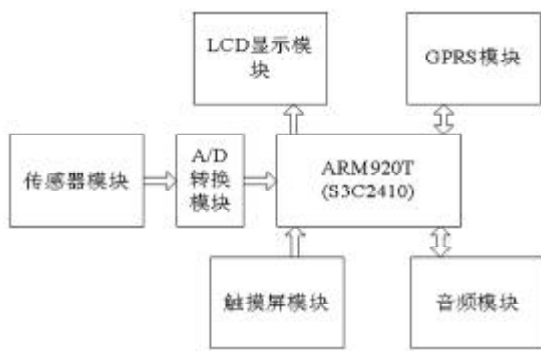 LCD显示模
块
GPRS模块
传感器模块
A/D
转换
模块
ARM920T
(S3C2410)
触摸屏模块
音频模块